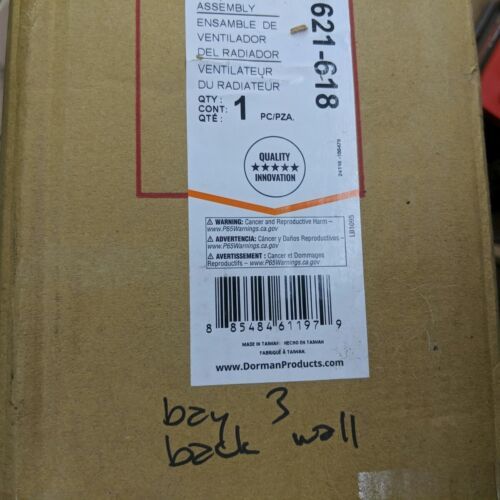 ASSEMBLY
ENSAMBLE DE
VENTILADOR
DEL RADIADOR
VENTILATEUR
DU RADIATEUR
QTY:
CONT:
QTÉ:
1
PC/PZA.
621-618
QUALITY
★★★★★
INNOVATION
⚠ WARNING: Cancer and Reproductive Harm –
www.P65Warnings.ca.gov
⚠ ADVERTENCIA: Cáncer y Daños Reproductivos –
www.P65Warnings.ca.gov
⚠ AVERTISSEMENT : Cancer et Dommages
Reproductifs – www.P65Warnings.ca.gov
8 85484 61197 9
MADE IN TAIWAN HECHO EN TAIWAN
FABRIQUÉ À TAIWAN.
www.DormanProducts.com
bay 3
back wall